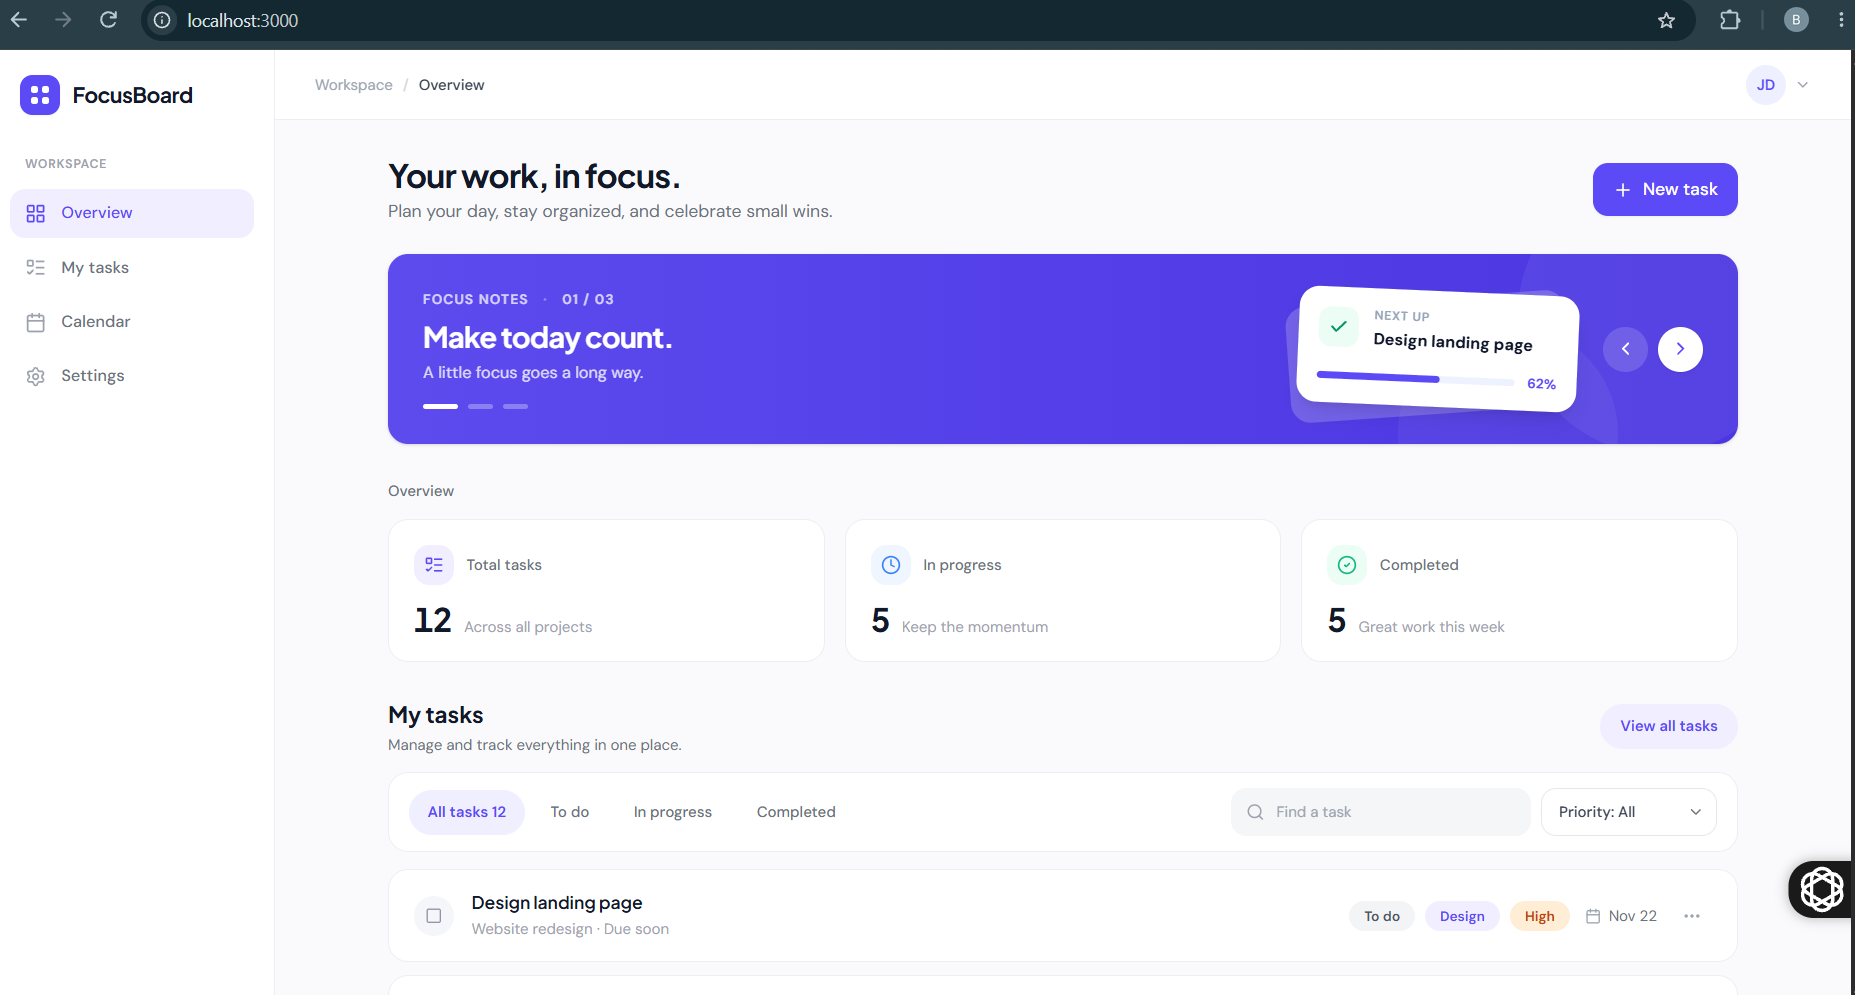 localhost:3000
B
FocusBoard
WORKSPACE
Overview
My tasks
Calendar
Settings
Workspace / Overview
JD
Your work, in focus.
Plan your day, stay organized, and celebrate small wins.
+ New task
FOCUS NOTES · 01 / 03
Make today count.
A little focus goes a long way.
NEXT UP
Design landing page
62%
Overview
Total tasks
12 Across all projects
In progress
5 Keep the momentum
Completed
5 Great work this week
My tasks
Manage and track everything in one place.
View all tasks
All tasks 12 To do In progress Completed
Find a task
Priority: All
Design landing page
Website redesign · Due soon
To do Design High Nov 22